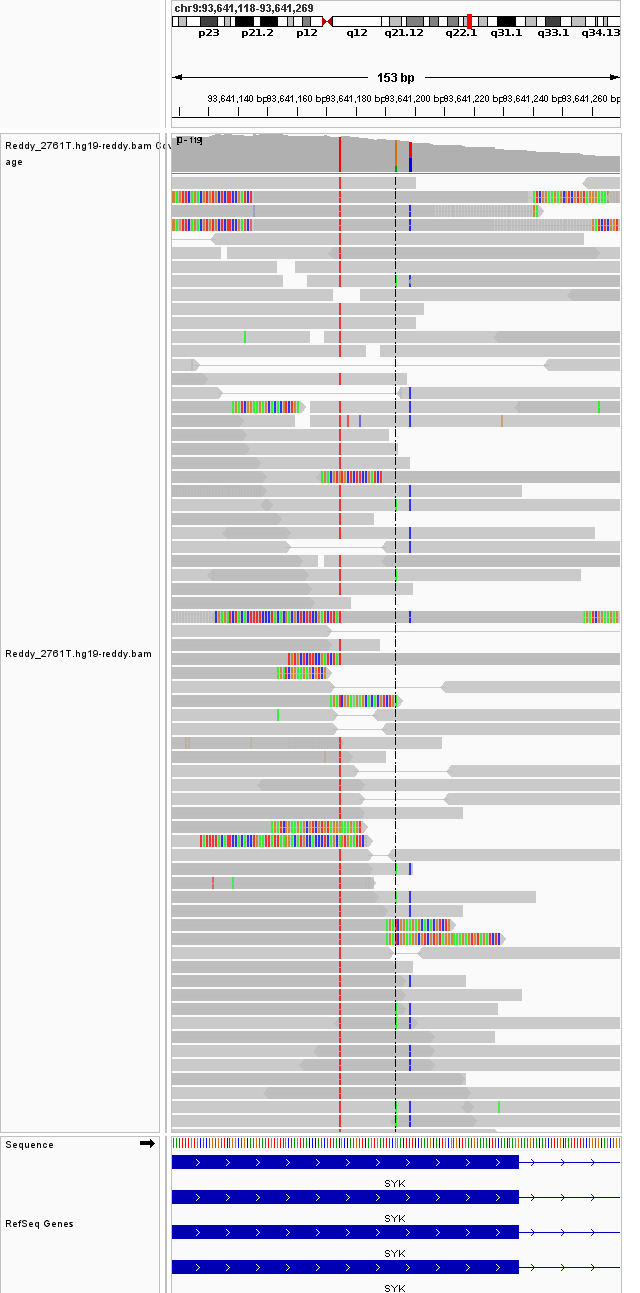 chr9:93,641,118-93,641,269
p23 p21.2 p12 q12 q21.12 q22.1 q31.1 q33.1 q34.13
153 bp
93,641,140 bp 93,641,160 bp 93,641,180 bp 93,641,200 bp 93,641,220 bp 93,641,240 bp 93,641,260 bp
[0 - 119]
Reddy_2761T.hg19-reddy.bam Cov
age
Reddy_2761T.hg19-reddy.bam
Sequence
SYK
SYK
RefSeq Genes
SYK
SYK